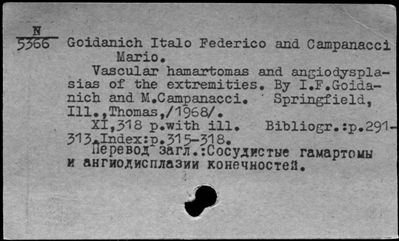 N
5366 Goidanich Italo Federico and Campanacci
Mario.
Vascular hamartomas and angiodyspla-
sias of the extremities. By I.F.Goida-
nich and M.Campanacci. Springfield,
Ill.,Thomas,/1968/.
XI,318 p.with ill. Bibliogr.:p.291-
313.Index:p.315-318.
Перевод загл.:Сосудистые гамартомы
и ангиодисплазии конечностей.